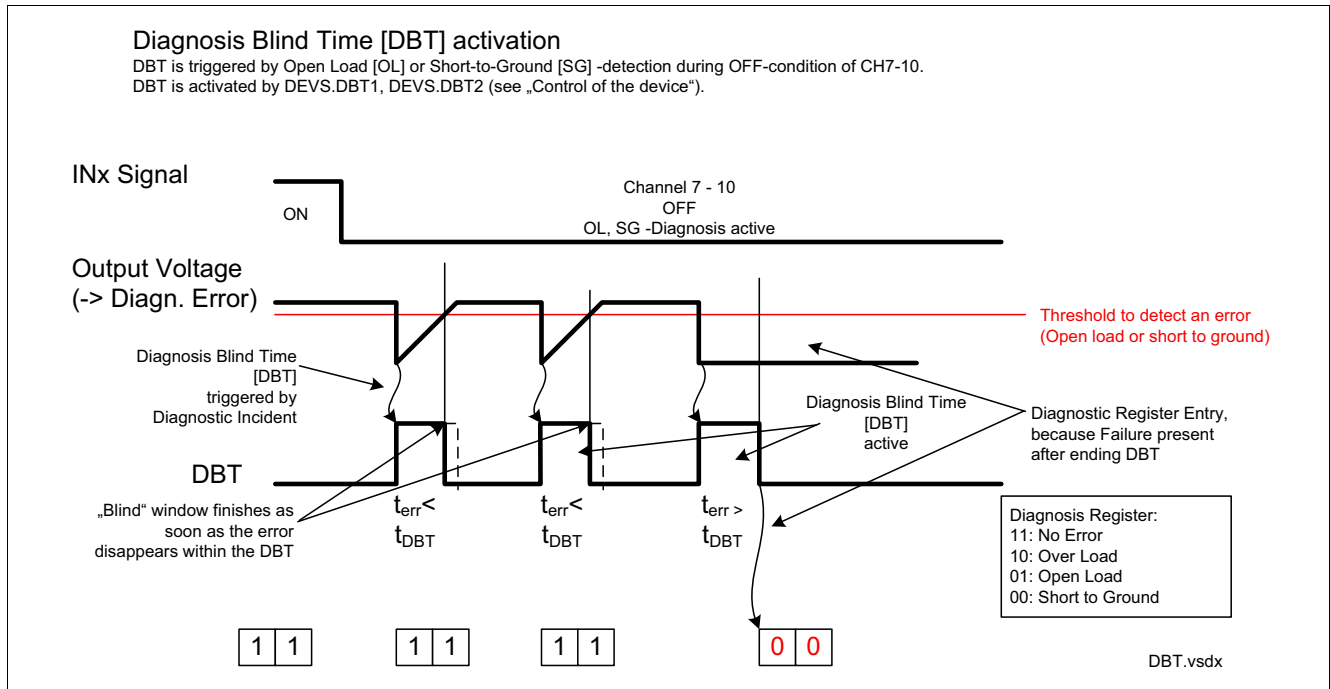 Diagnosis Blind Time [DBT] activation
DBT is triggered by Open Load [OL] or Short-to-Ground [SG] -detection during OFF-condition of CH7-10.
DBT is activated by DEVS.DBT1, DEVS.DBT2 (see „Control of the device“).
INx Signal
ON
Channel 7 - 10
OFF
OL, SG -Diagnosis active
Output Voltage
(-> Diagn. Error)
Threshold to detect an error
(Open load or short to ground)
Diagnosis Blind Time
[DBT]
triggered by
Diagnostic Incident
Diagnosis Blind Time
[DBT]
active
Diagnostic Register Entry,
because Failure present
after ending DBT
DBT
„Blind“ window finishes as
soon as the error
disappears within the DBT
terr<
tDBT
terr<
tDBT
terr >
tDBT
Diagnosis Register:
11: No Error
10: Over Load
01: Open Load
00: Short to Ground
1 1
1 1
1 1
0 0
DBT.vsdx